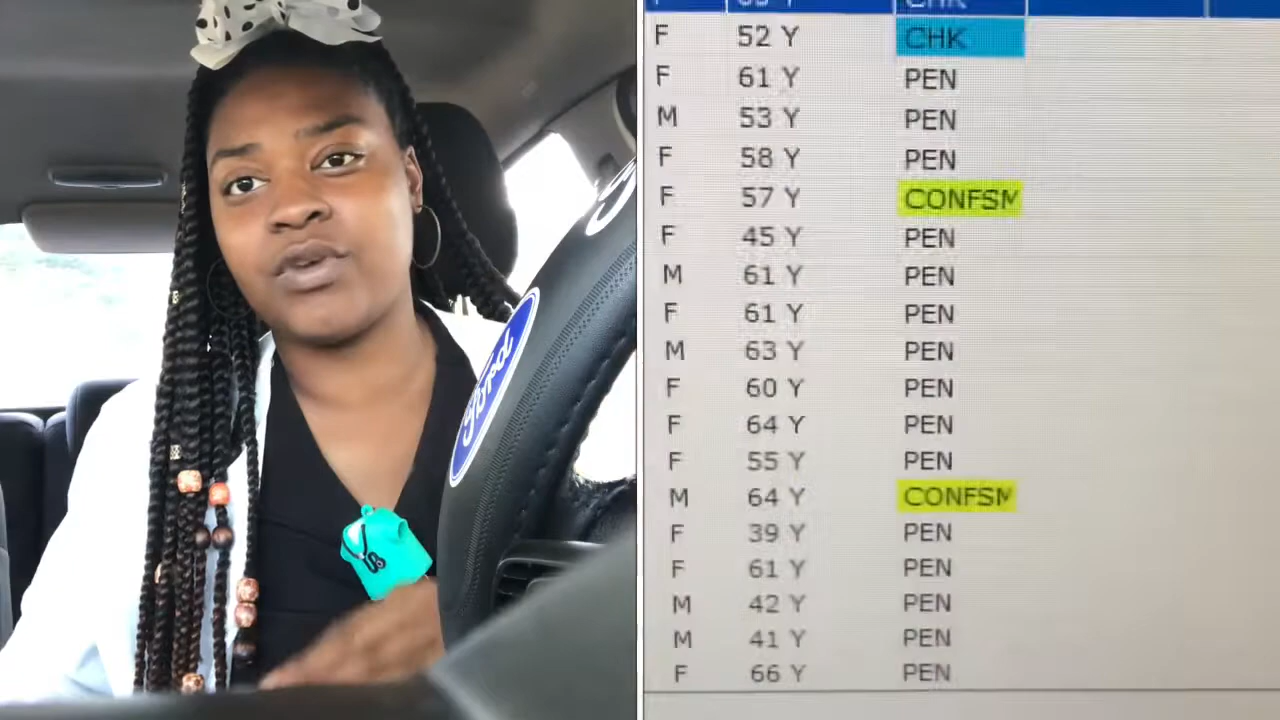 Ford
CHK
F 52 Y CHK
F 61 Y PEN
M 53 Y PEN
F 58 Y PEN
F 57 Y CONFSM
F 45 Y PEN
M 61 Y PEN
F 61 Y PEN
M 63 Y PEN
F 60 Y PEN
F 64 Y PEN
F 55 Y PEN
M 64 Y CONFSM
F 39 Y PEN
F 61 Y PEN
M 42 Y PEN
M 41 Y PEN
F 66 Y PEN